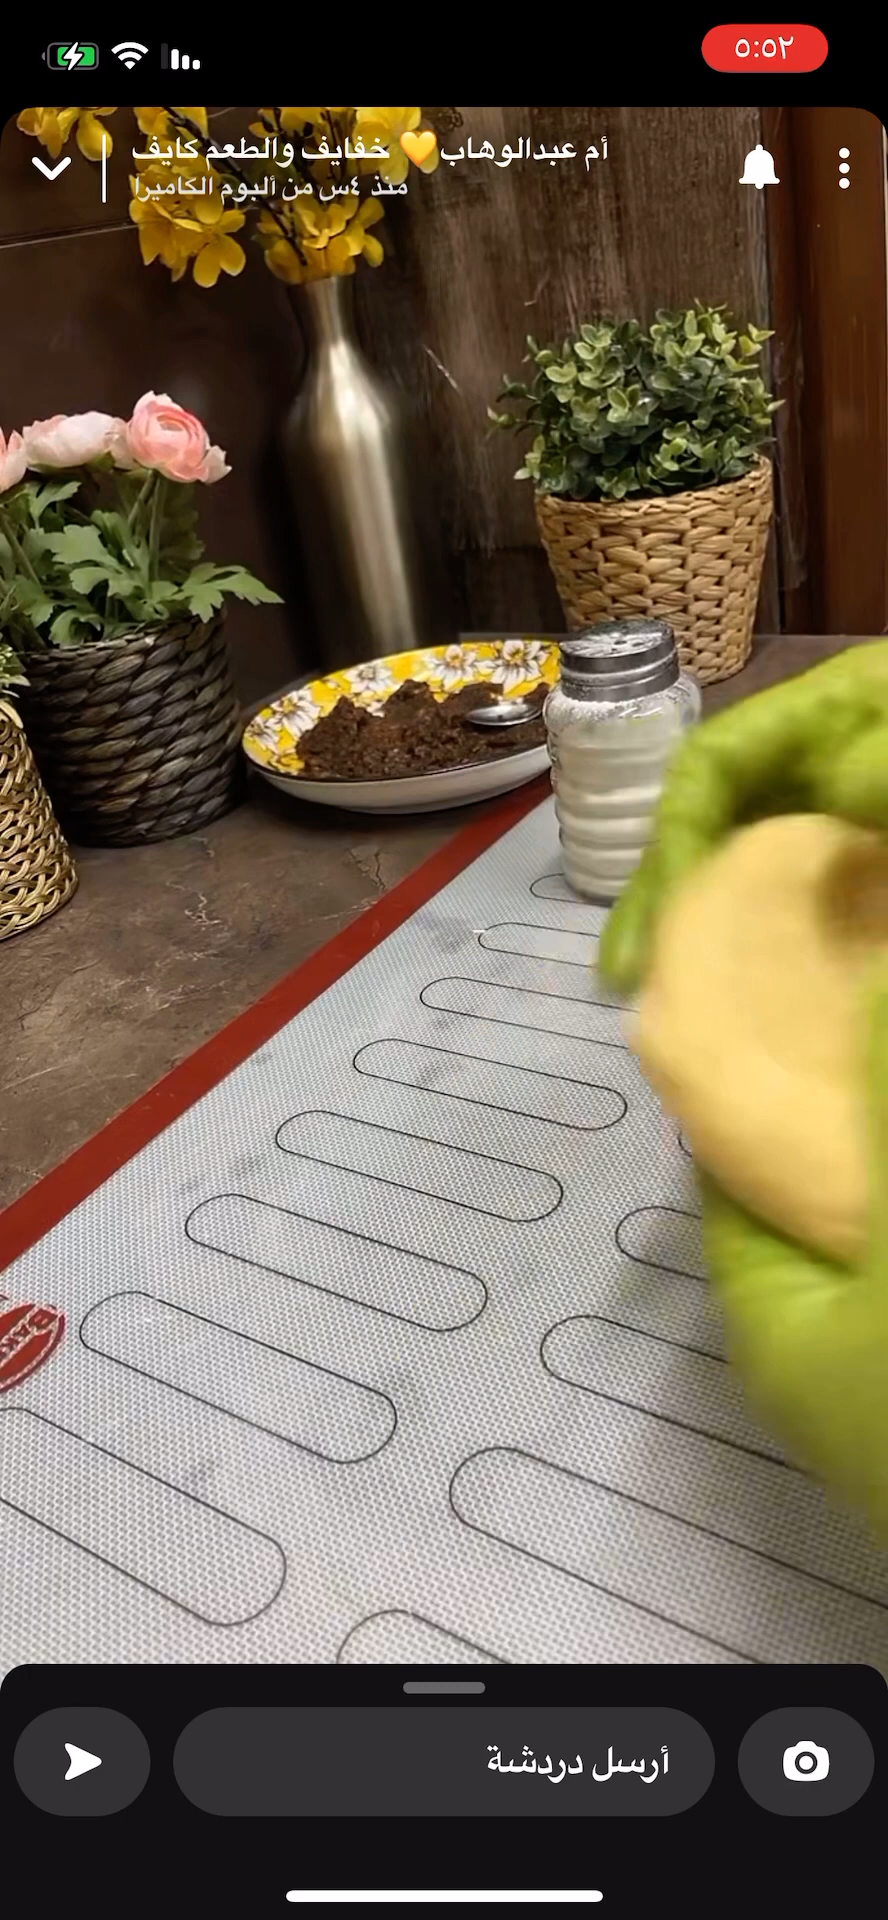 ٥:٥٢
أم عبدالوهاب💛 خفايف والطعم كايف
منذ ٤س من ألبوم الكاميرا
أرسل دردشة